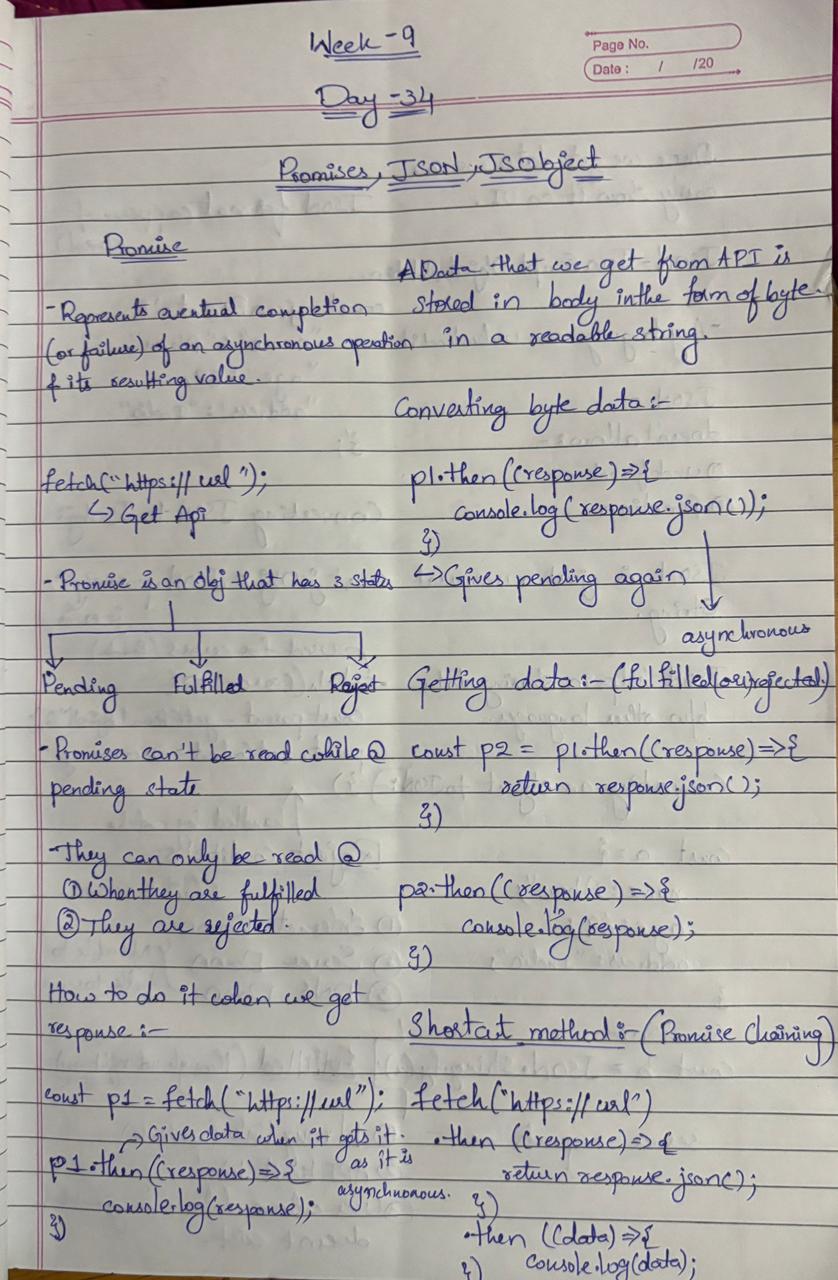 Week-9
Page No.
Date : / /20
Day-34
Promises, JSON, JSobject
Promise
- Represents eventual completion
(or failure) of an asynchronous operation
& its resulting value.
fetch("https://url");
↳ Get Api
- Promise is an Obj that has 3 states
Pending Fulfilled Reject
- Promises can't be read while @
pending state
- They can only be read @
① When they are fulfilled
② They are rejected.
How to do it when we get
response :-
const p1 = fetch("https://url");
→ Gives data when it gets it.
as it is
asynchnonous.
p1.then((response)=>{
console.log(response);
})
A Data that we get from API is
stored in body in the form of byte.
in a readable string.
Converting byte data :-
p1.then((response)=>{
console.log(response.json());
})
↳ Gives pending again
asynchronous
Getting data :- (fulfilled(or)rejected)
const p2 = p1.then((response)=>{
return response.json();
})
p2.then((response)=>{
console.log(response);
})
Shortcut method :- (Promise Chaining)
fetch("https://url")
.then ((response)=>{
return response.json();
})
.then ((data)=>{
console.log(data);
})